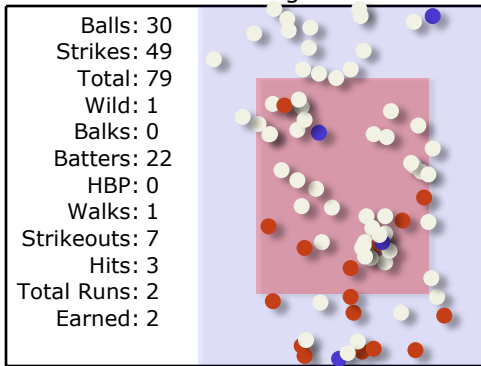 Balls: 30
Strikes: 49
Total: 79
Wild: 1
Balks: 0
Batters: 22
HBP: 0
Walks: 1
Strikeouts: 7
Hits: 3
Total Runs: 2
Earned: 2